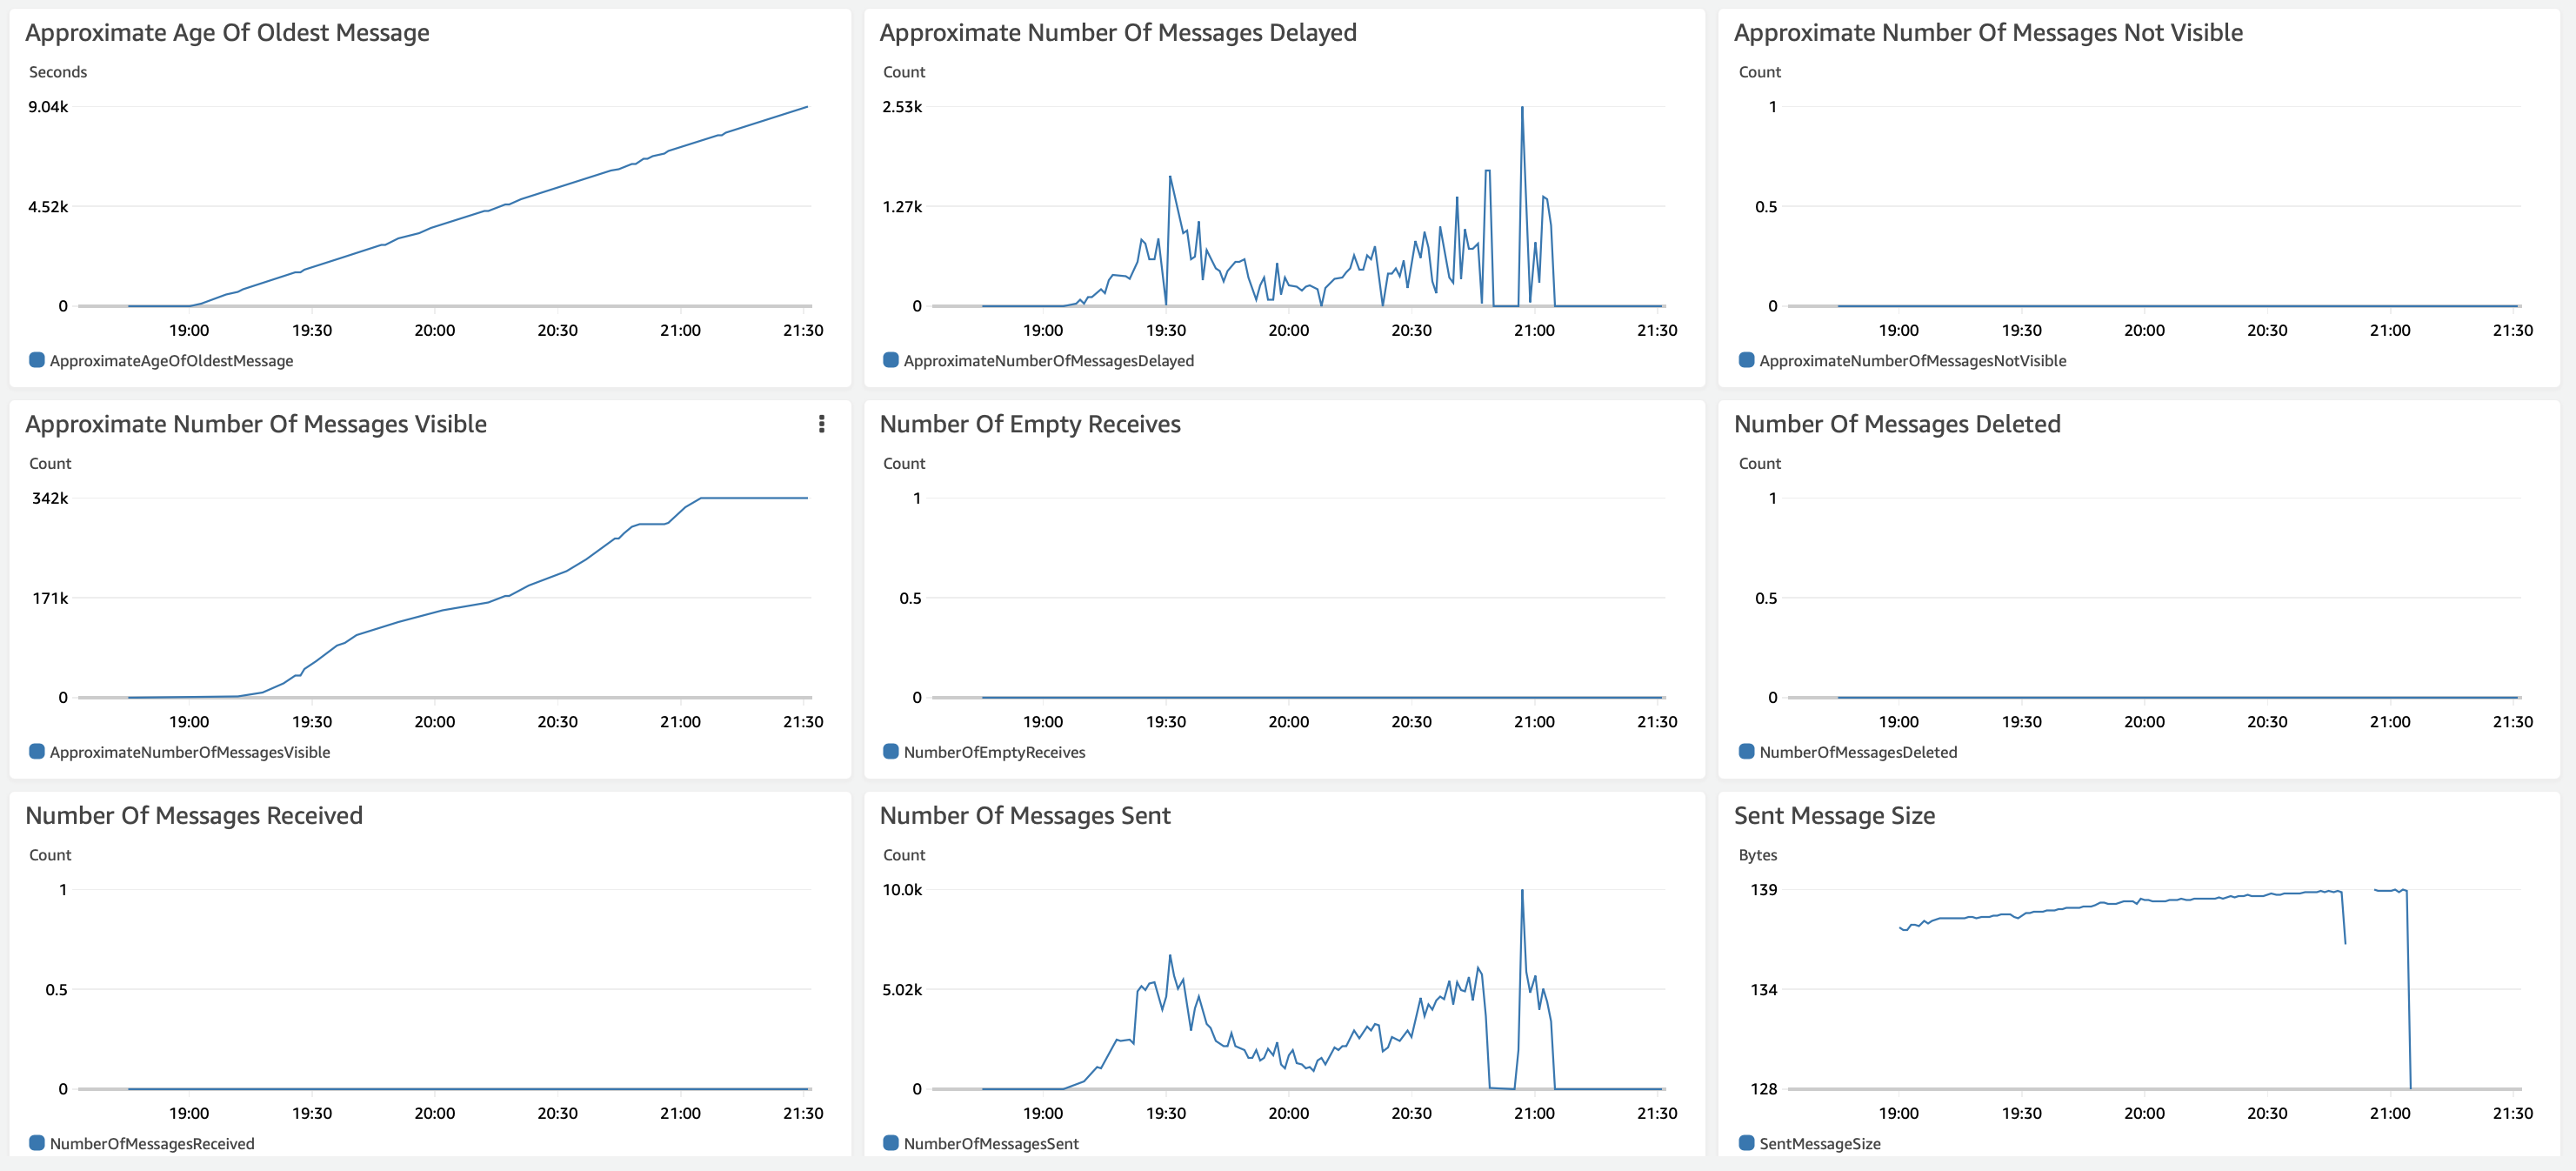 Approximate Age Of Oldest Message
Seconds
9.04k
4.52k
0
19:00 19:30 20:00 20:30 21:00 21:30
ApproximateAgeOfOldestMessage
Approximate Number Of Messages Delayed
Count
2.53k
1.27k
0
19:00 19:30 20:00 20:30 21:00 21:30
ApproximateNumberOfMessagesDelayed
Approximate Number Of Messages Not Visible
Count
1
0.5
0
19:00 19:30 20:00 20:30 21:00 21:30
ApproximateNumberOfMessagesNotVisible
Approximate Number Of Messages Visible
Count
342k
171k
0
19:00 19:30 20:00 20:30 21:00 21:30
ApproximateNumberOfMessagesVisible
Number Of Empty Receives
Count
1
0.5
0
19:00 19:30 20:00 20:30 21:00 21:30
NumberOfEmptyReceives
Number Of Messages Deleted
Count
1
0.5
0
19:00 19:30 20:00 20:30 21:00 21:30
NumberOfMessagesDeleted
Number Of Messages Received
Count
1
0.5
0
19:00 19:30 20:00 20:30 21:00 21:30
NumberOfMessagesReceived
Number Of Messages Sent
Count
10.0k
5.02k
0
19:00 19:30 20:00 20:30 21:00 21:30
NumberOfMessagesSent
Sent Message Size
Bytes
139
134
128
19:00 19:30 20:00 20:30 21:00 21:30
SentMessageSize